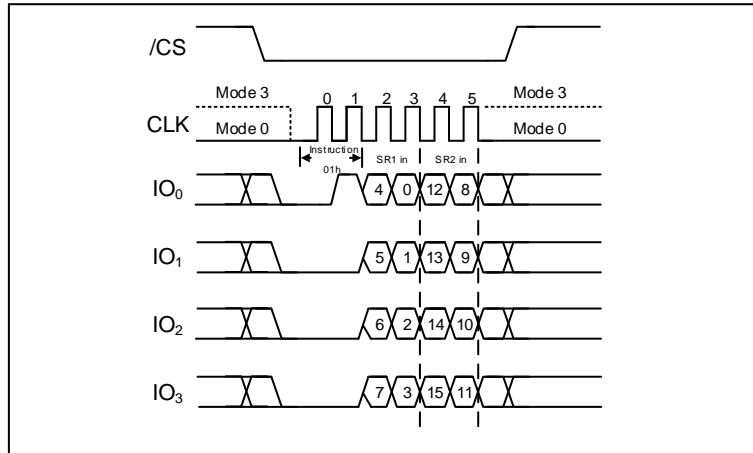 /CS
0 1 2 3 4 5
Mode 3 Mode 3
CLK
Mode 0 Mode 0
Instruction SR1 in SR2 in
01h
IO₀ 4 0 12 8
IO₁ 5 1 13 9
IO₂ 6 2 14 10
IO₃ 7 3 15 11